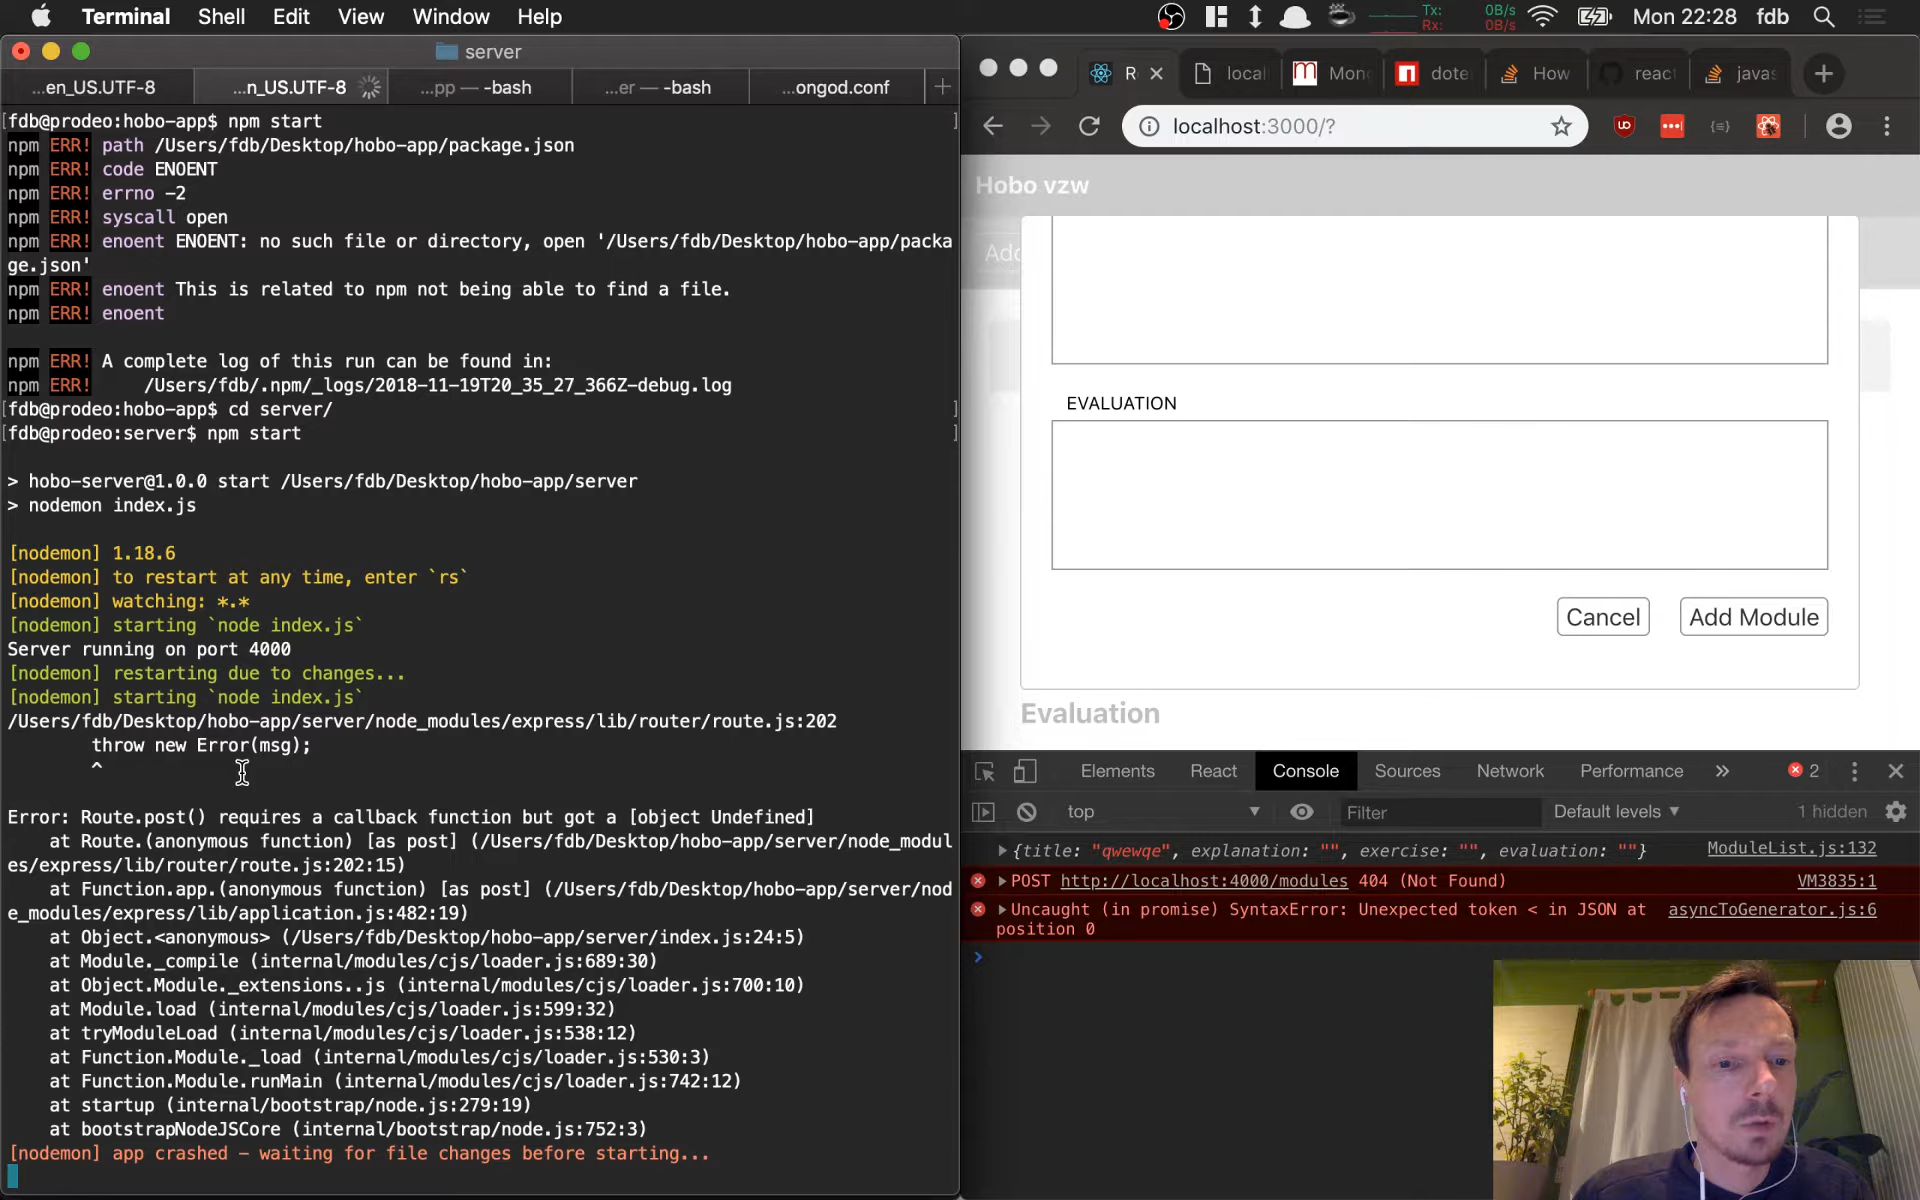 Terminal Shell Edit View Window Help
Tx: 0B/s
Rx: 0B/s
Mon 22:28 fdb
server
...en_US.UTF-8
...n_US.UTF-8
...pp — -bash
...er — -bash
...ongod.conf
[fdb@prodeo:hobo-app$ npm start ]
npm ERR! path /Users/fdb/Desktop/hobo-app/package.json
npm ERR! code ENOENT
npm ERR! errno -2
npm ERR! syscall open
npm ERR! enoent ENOENT: no such file or directory, open '/Users/fdb/Desktop/hobo-app/packa
ge.json'
npm ERR! enoent This is related to npm not being able to find a file.
npm ERR! enoent
npm ERR! A complete log of this run can be found in:
npm ERR!     /Users/fdb/.npm/_logs/2018-11-19T20_35_27_366Z-debug.log
[fdb@prodeo:hobo-app$ cd server/ ]
[fdb@prodeo:server$ npm start ]
> hobo-server@1.0.0 start /Users/fdb/Desktop/hobo-app/server
> nodemon index.js
[nodemon] 1.18.6
[nodemon] to restart at any time, enter `rs`
[nodemon] watching: *.*
[nodemon] starting `node index.js`
Server running on port 4000
[nodemon] restarting due to changes...
[nodemon] starting `node index.js`
/Users/fdb/Desktop/hobo-app/server/node_modules/express/lib/router/route.js:202
        throw new Error(msg);
        ^
Error: Route.post() requires a callback function but got a [object Undefined]
    at Route.(anonymous function) [as post] (/Users/fdb/Desktop/hobo-app/server/node_modul
es/express/lib/router/route.js:202:15)
    at Function.app.(anonymous function) [as post] (/Users/fdb/Desktop/hobo-app/server/nod
e_modules/express/lib/application.js:482:19)
    at Object.<anonymous> (/Users/fdb/Desktop/hobo-app/server/index.js:24:5)
    at Module._compile (internal/modules/cjs/loader.js:689:30)
    at Object.Module._extensions..js (internal/modules/cjs/loader.js:700:10)
    at Module.load (internal/modules/cjs/loader.js:599:32)
    at tryModuleLoad (internal/modules/cjs/loader.js:538:12)
    at Function.Module._load (internal/modules/cjs/loader.js:530:3)
    at Function.Module.runMain (internal/modules/cjs/loader.js:742:12)
    at startup (internal/bootstrap/node.js:279:19)
    at bootstrapNodeJSCore (internal/bootstrap/node.js:752:3)
[nodemon] app crashed - waiting for file changes before starting...
R
local
Mong
dote
How
react
javas
localhost:3000/?
Hobo vzw
Add
EVALUATION
Cancel
Add Module
Evaluation
Elements React Console Sources Network Performance » 2
top Filter Default levels 1 hidden
{title: "qwewqe", explanation: "", exercise: "", evaluation: ""} ModuleList.js:132
POST http://localhost:4000/modules 404 (Not Found) VM3835:1
Uncaught (in promise) SyntaxError: Unexpected token < in JSON at asyncToGenerator.js:6
position 0
>